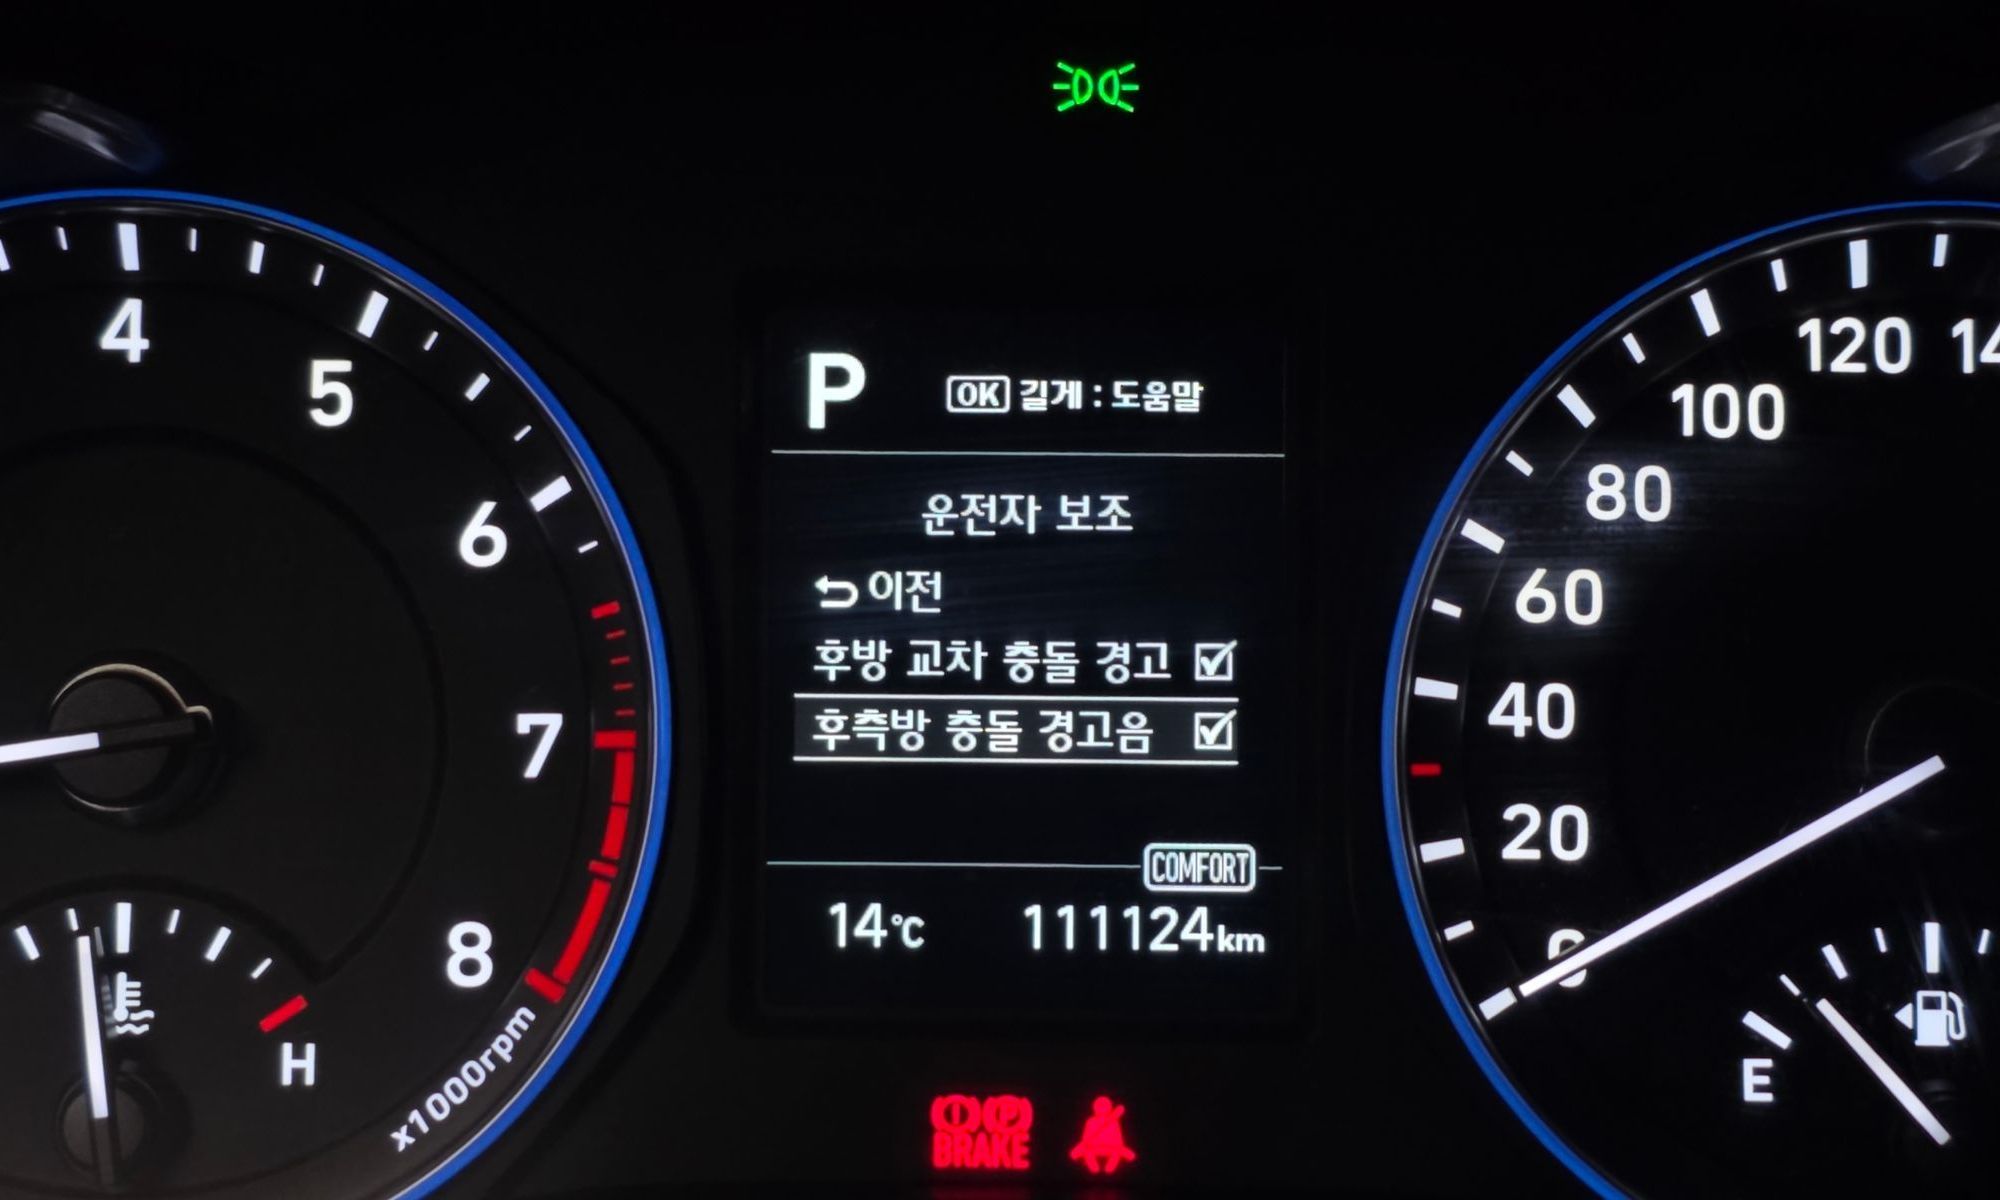 4
5
6
7
8
x1000rpm
H
P
OK 길게 : 도움말
운전자 보조
이전
후방 교차 충돌 경고
후측방 충돌 경고음
COMFORT
14℃ 111124km
BRAKE
120
100
80
60
40
20
0
E